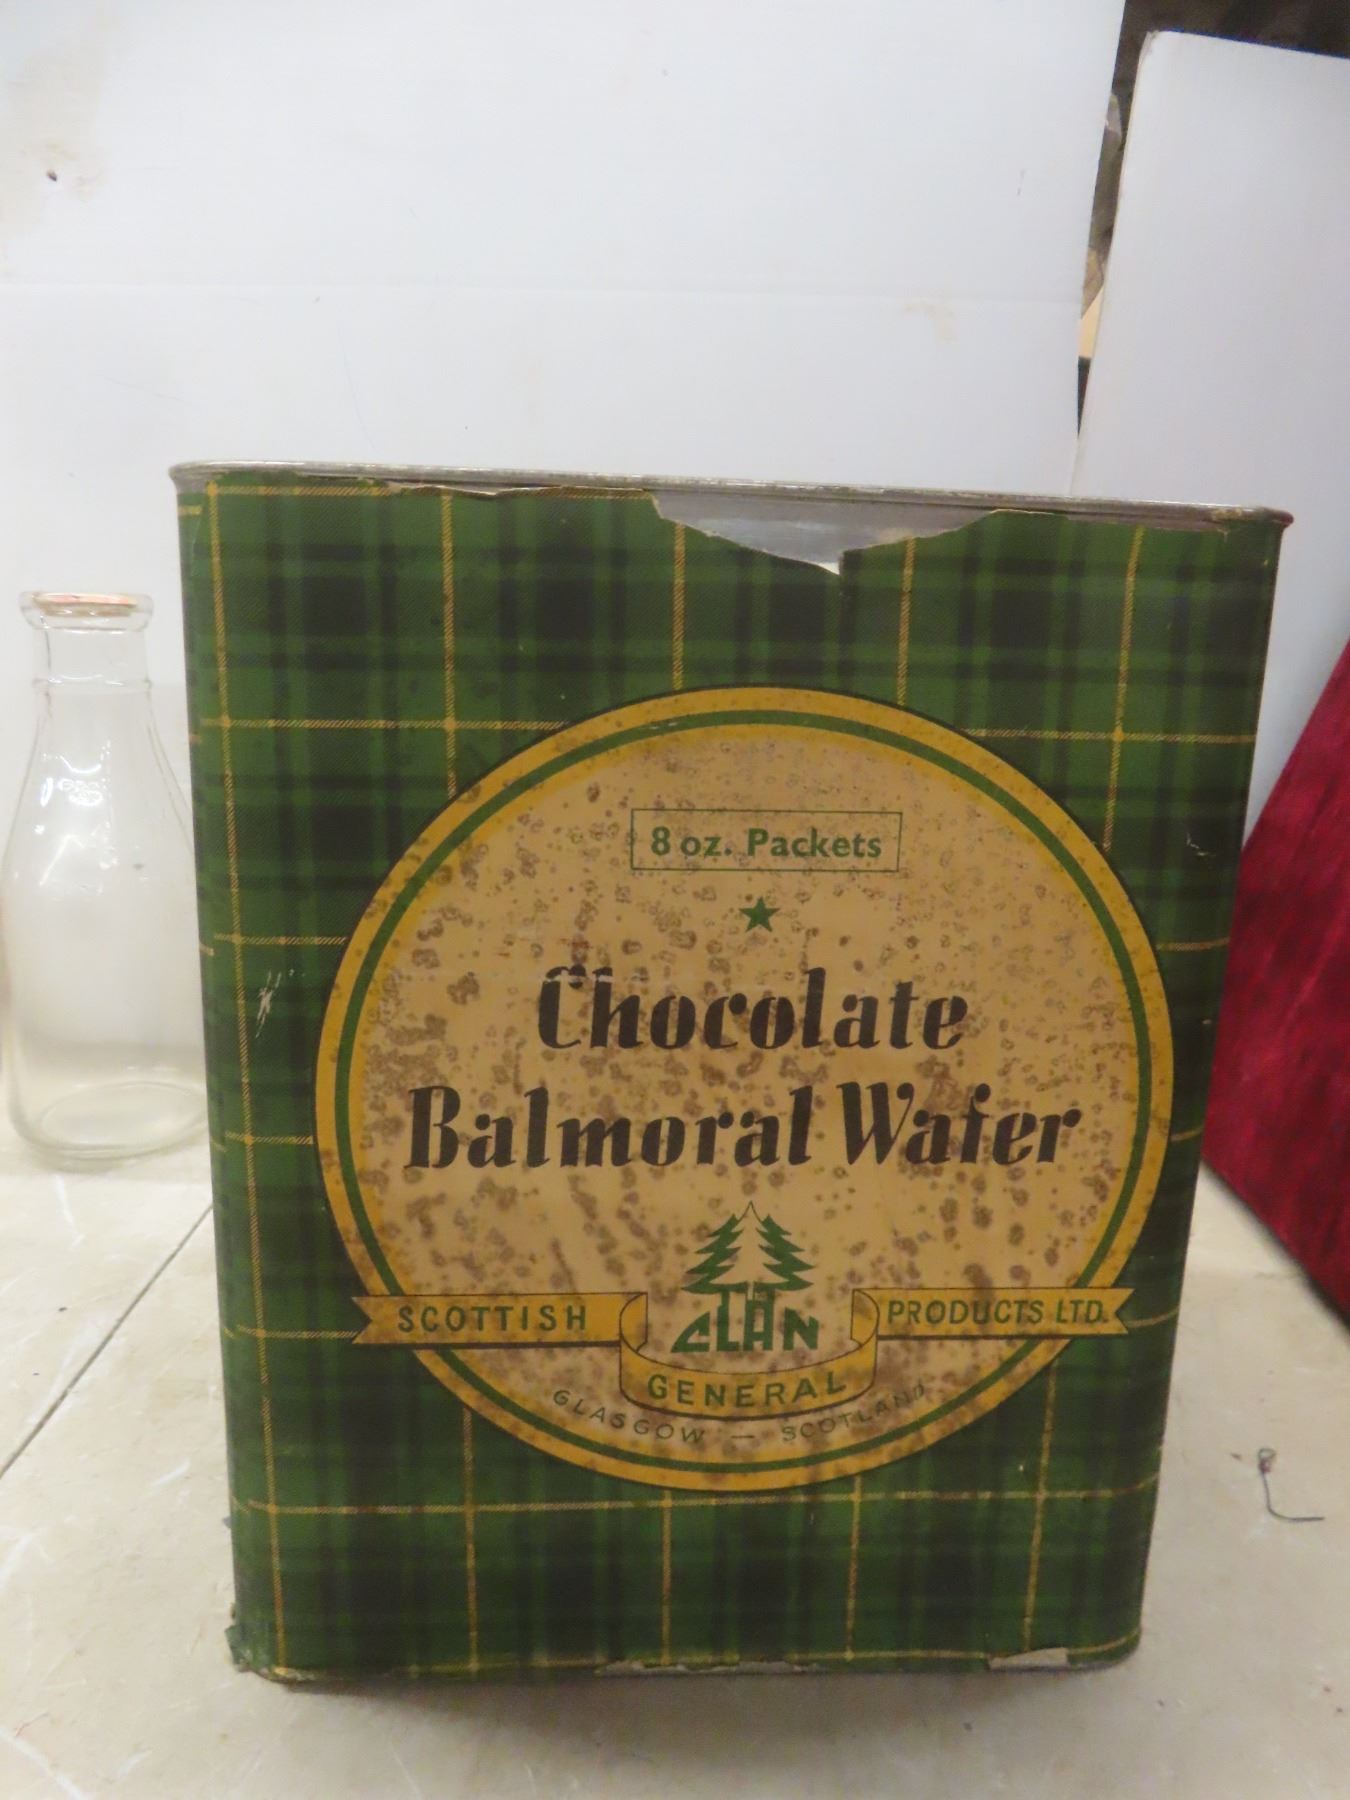 8 oz. Packets
Chocolate
Balmoral Wafer
CLAN
SCOTTISH GENERAL PRODUCTS LTD.
GLASGOW — SCOTLAND